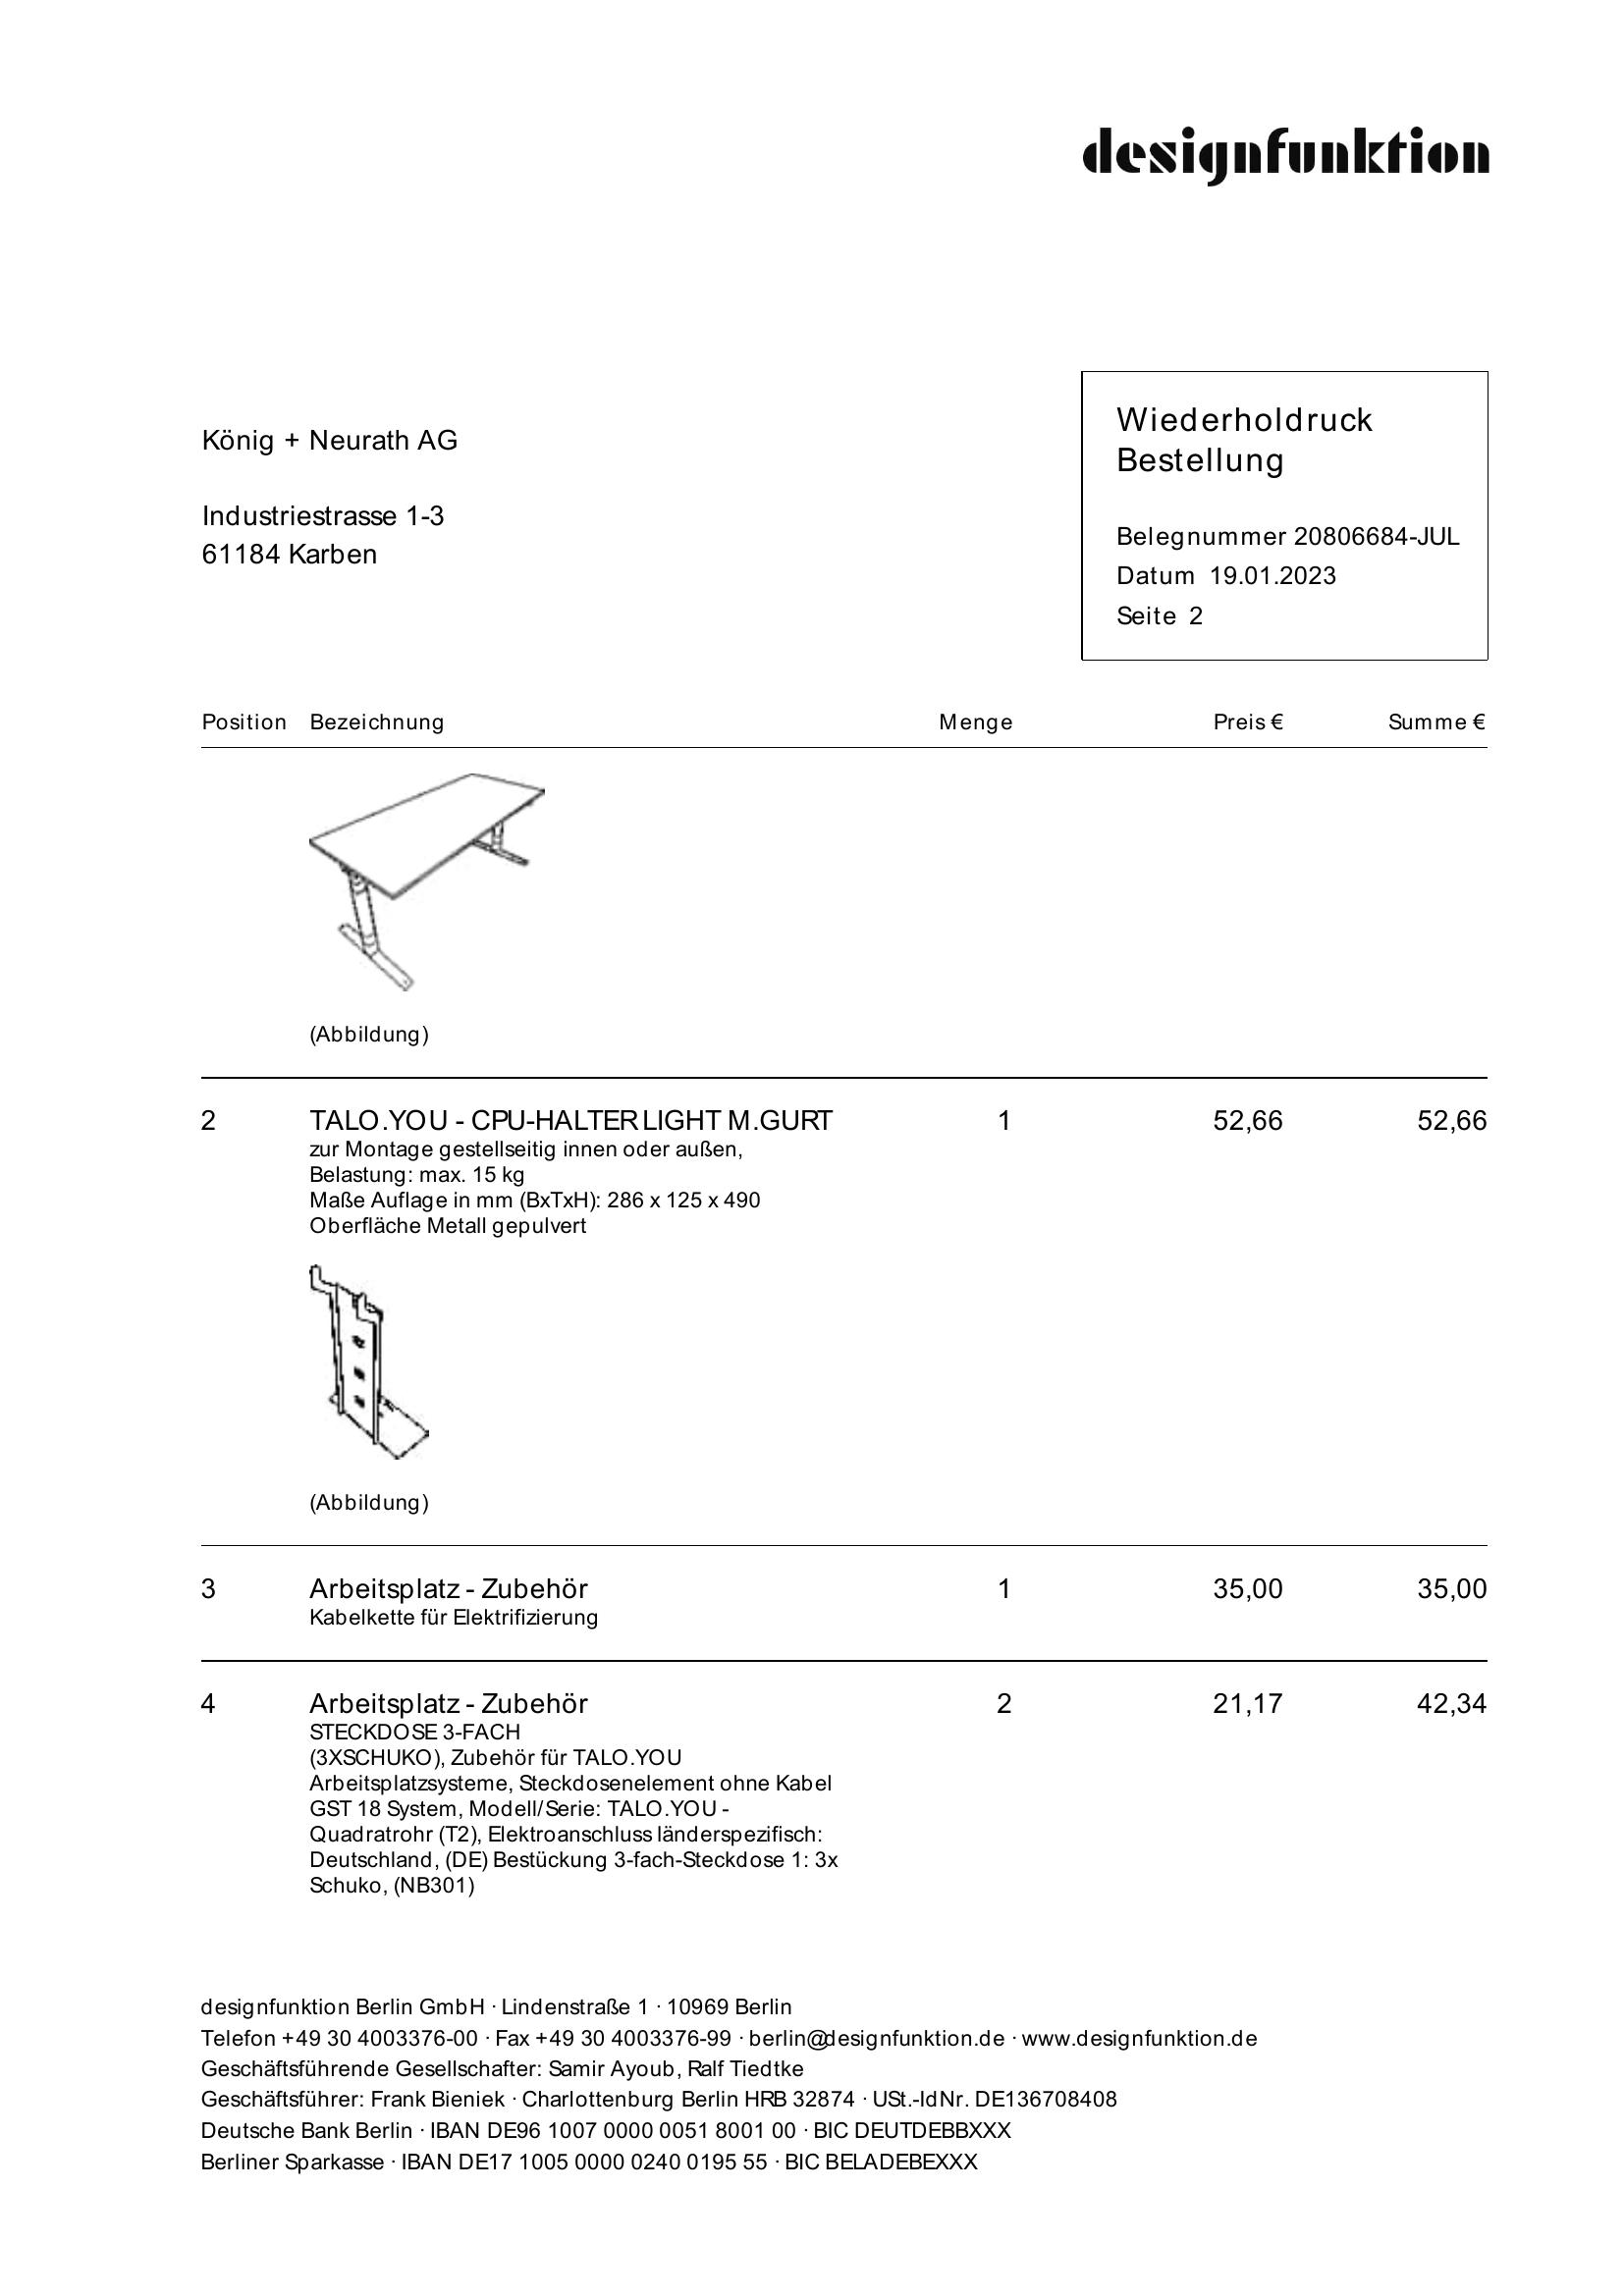 designfunktion
König + Neurath AG
Industriestrasse 1-3
61184 Karben
Wiederholdruck
Bestellung
Belegnummer 20806684-JUL
Datum 19.01.2023
Seite 2
Position Bezeichnung Menge Preis € Summe €
(Abbildung)
2 TALO.YOU - CPU-HALTER LIGHT M.GURT 1 52,66 52,66
zur Montage gestellseitig innen oder außen,
Belastung: max. 15 kg
Maße Auflage in mm (BxTxH): 286 x 125 x 490
Oberfläche Metall gepulvert
(Abbildung)
3 Arbeitsplatz - Zubehör 1 35,00 35,00
Kabelkette für Elektrifizierung
4 Arbeitsplatz - Zubehör 2 21,17 42,34
STECKDOSE 3-FACH
(3XSCHUKO), Zubehör für TALO.YOU
Arbeitsplatzsysteme, Steckdosenelement ohne Kabel
GST 18 System, Modell/Serie: TALO.YOU -
Quadratrohr (T2), Elektroanschluss länderspezifisch:
Deutschland, (DE) Bestückung 3-fach-Steckdose 1: 3x
Schuko, (NB301)
designfunktion Berlin GmbH · Lindenstraße 1 · 10969 Berlin
Telefon +49 30 4003376-00 · Fax +49 30 4003376-99 · berlin@designfunktion.de · www.designfunktion.de
Geschäftsführende Gesellschafter: Samir Ayoub, Ralf Tiedtke
Geschäftsführer: Frank Bieniek · Charlottenburg Berlin HRB 32874 · USt.-IdNr. DE136708408
Deutsche Bank Berlin · IBAN DE96 1007 0000 0051 8001 00 · BIC DEUTDEBBXXX
Berliner Sparkasse · IBAN DE17 1005 0000 0240 0195 55 · BIC BELADEBEXXX